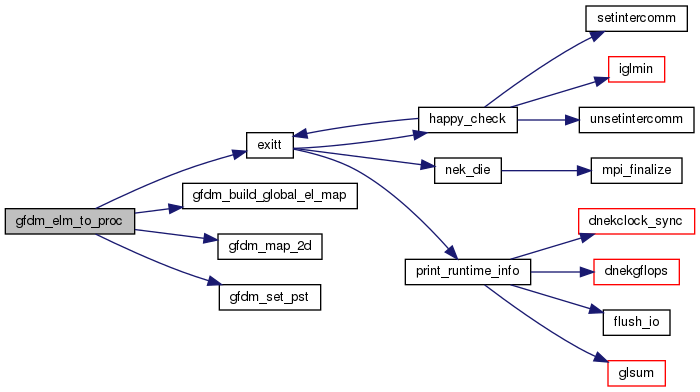 setintercomm
iglmin
happy_check
unsetintercomm
exitt
nek_die
mpi_finalize
gfdm_build_global_el_map
gfdm_elm_to_proc
dnekclock_sync
gfdm_map_2d
print_runtime_info
dnekgflops
gfdm_set_pst
flush_io
glsum